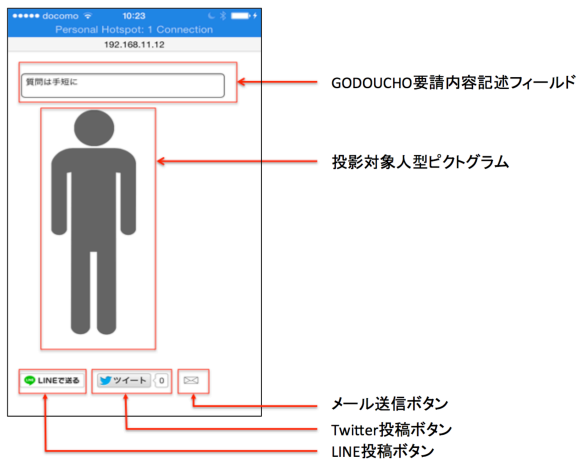 docomo 10:23
Personal Hotspot: 1 Connection
192.168.11.12
質問は手短に
GODOUCHO要請内容記述フィールド
投影対象人型ピクトグラム
LINE LINEで送る ツイート 0
メール送信ボタン
Twitter投稿ボタン
LINE投稿ボタン